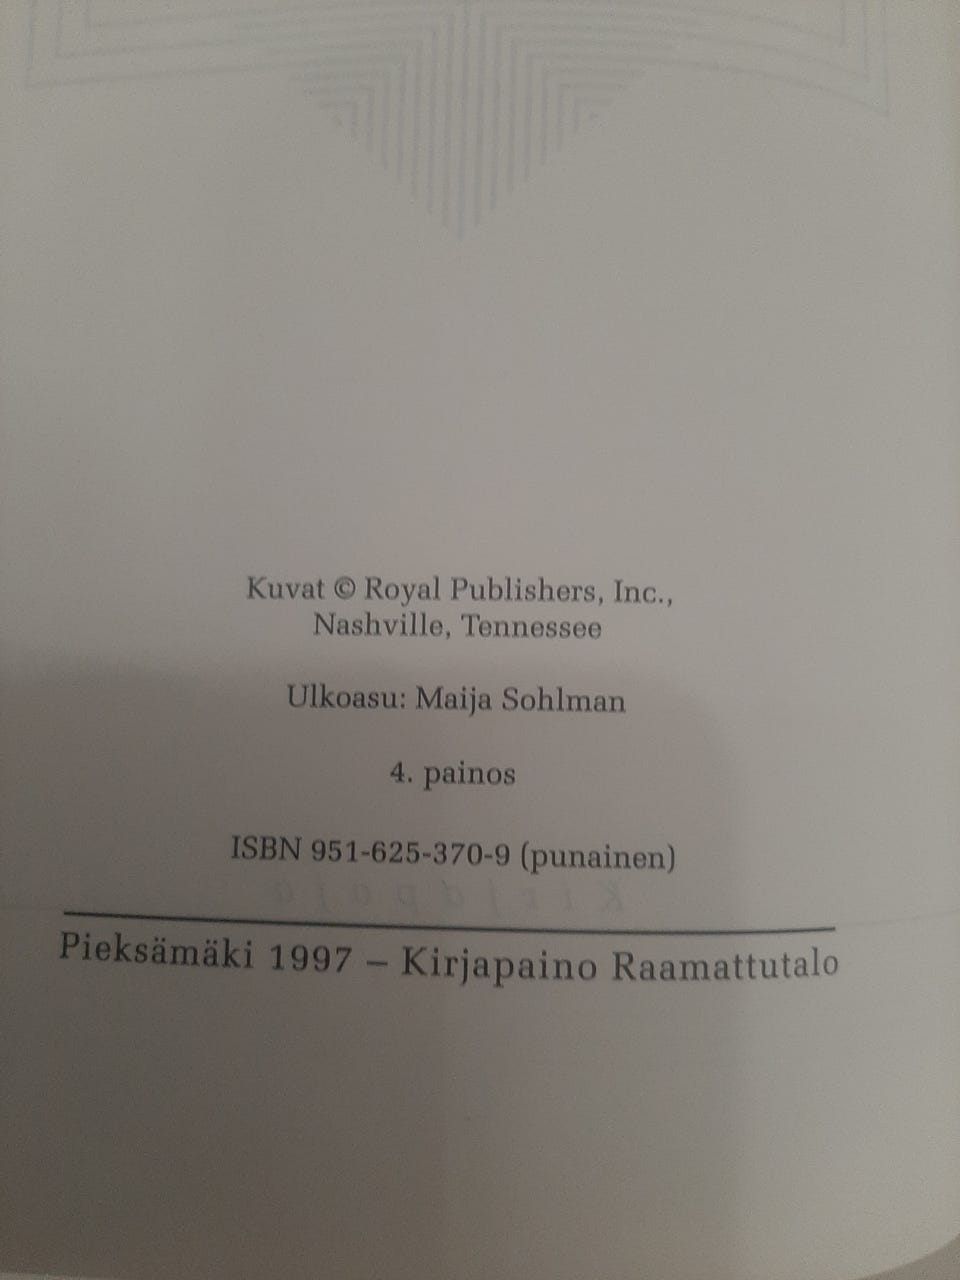 Kuvat © Royal Publishers, Inc.,
Nashville, Tennessee
Ulkoasu: Maija Sohlman
4. painos
ISBN 951-625-370-9 (punainen)
Pieksämäki 1997 – Kirjapaino Raamattutalo